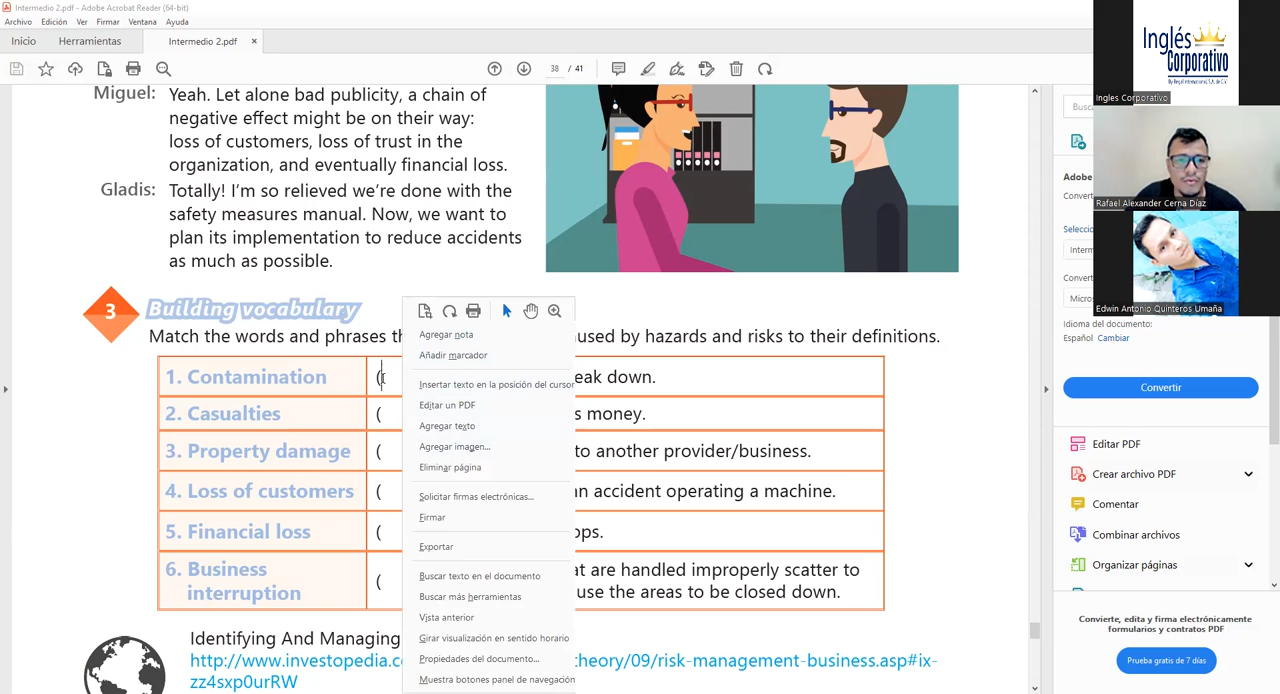 Intermedio 2.pdf - Adobe Acrobat Reader (64-bit)
Archivo Edición Ver Firmar Ventana Ayuda
Inicio Herramientas Intermedio 2.pdf ×
38 / 41
Miguel: Yeah. Let alone bad publicity, a chain of
negative effect might be on their way:
loss of customers, loss of trust in the
organization, and eventually financial loss.
Gladis: Totally! I'm so relieved we're done with the
safety measures manual. Now, we want to
plan its implementation to reduce accidents
as much as possible.
3 Building vocabulary
Match the words and phrases used by hazards and risks to their definitions.
1. Contamination ( eak down.
2. Casualties ( s money.
3. Property damage ( to another provider/business.
4. Loss of customers ( an accident operating a machine.
5. Financial loss ( ops.
6. Business ( at are handled improperly scatter to
interruption use the areas to be closed down.
Identifying And Managing
http://www.investopedia.c theory/09/risk-management-business.asp#ix-
zz4sxp0urRW
Agregar nota
Añadir marcador
Insertar texto en la posición del cursor
Editar un PDF
Agregar texto
Agregar imagen...
Eliminar página
Solicitar firmas electrónicas...
Firmar
Exportar
Buscar texto en el documento
Buscar más herramientas
Vista anterior
Girar visualización en sentido horario
Propiedades del documento...
Muestra botones panel de navegación
Inglés
Corporativo
Ingles Corporativo
Rafael Alexander Cerna Díaz
Edwin Antonio Quinteros Umaña
Busc
Adobe
Convert
Selecci
Interm
Convert
Micros
Idioma del documento:
Español Cambiar
Convertir
Editar PDF
Crear archivo PDF
Comentar
Combinar archivos
Organizar páginas
Convierte, edita y firma electrónicamente
formularios y contratos PDF
Prueba gratis de 7 días